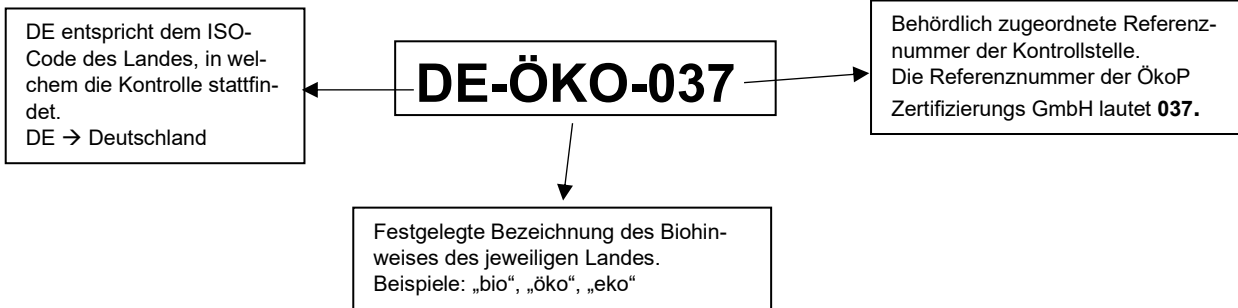 DE entspricht dem ISO-
Code des Landes, in wel-
chem die Kontrolle stattfin-
det.
DE → Deutschland
DE-ÖKO-037
Behördlich zugeordnete Referenz-
nummer der Kontrollstelle.
Die Referenznummer der ÖkoP
Zertifizierungs GmbH lautet 037.
Festgelegte Bezeichnung des Biohin-
weises des jeweiligen Landes.
Beispiele: „bio“, „öko“, „eko“